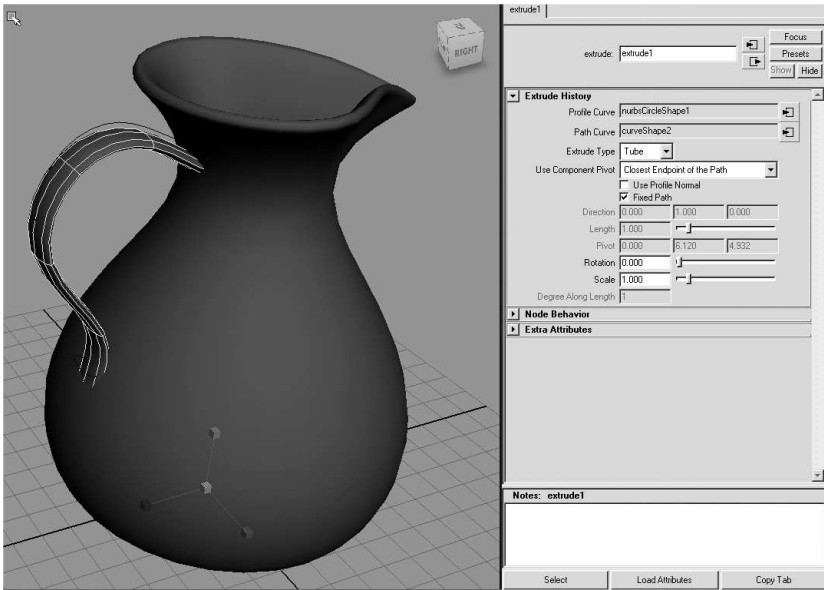 extrude1
RIGHT
extrude: extrude1
Focus
Presets
Show Hide
Extrude History
Profile Curve nurbsCircleShape1
Path Curve curveShape2
Extrude Type Tube
Use Component Pivot Closest Endpoint of the Path
Use Profile Normal
Fixed Path
Direction 0.000 1.000 0.000
Length 1.000
Pivot 0.000 6.120 4.932
Rotation 0.000
Scale 1.000
Degree Along Length 1
Node Behavior
Extra Attributes
Notes: extrude1
Select Load Attributes Copy Tab